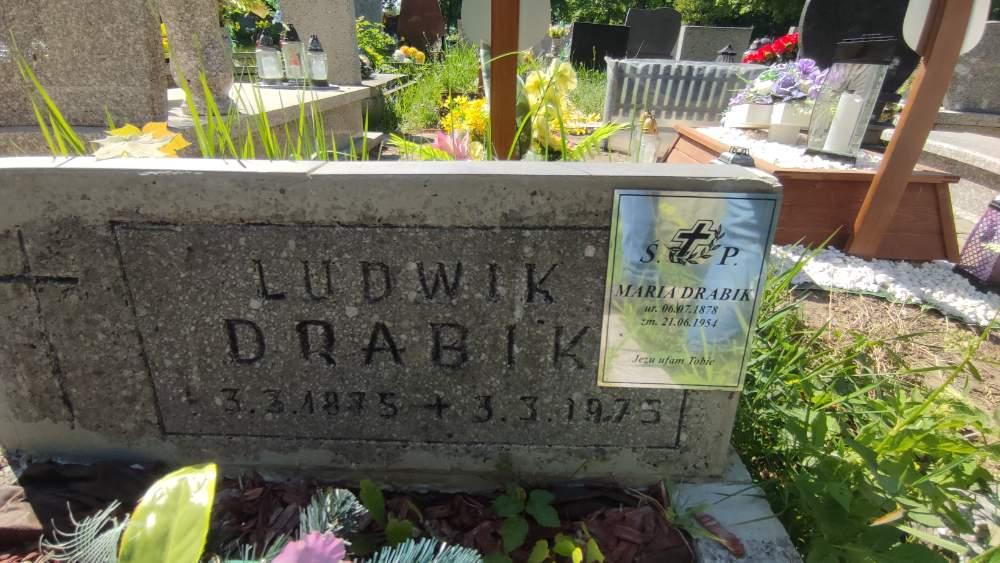 LUDWIK
DRABIK
3.3.1875 + 3.3.1975
Ś. P.
MARIA DRABIK
ur. 06.07.1878
zm. 21.06.1954
Jezu ufam Tobie